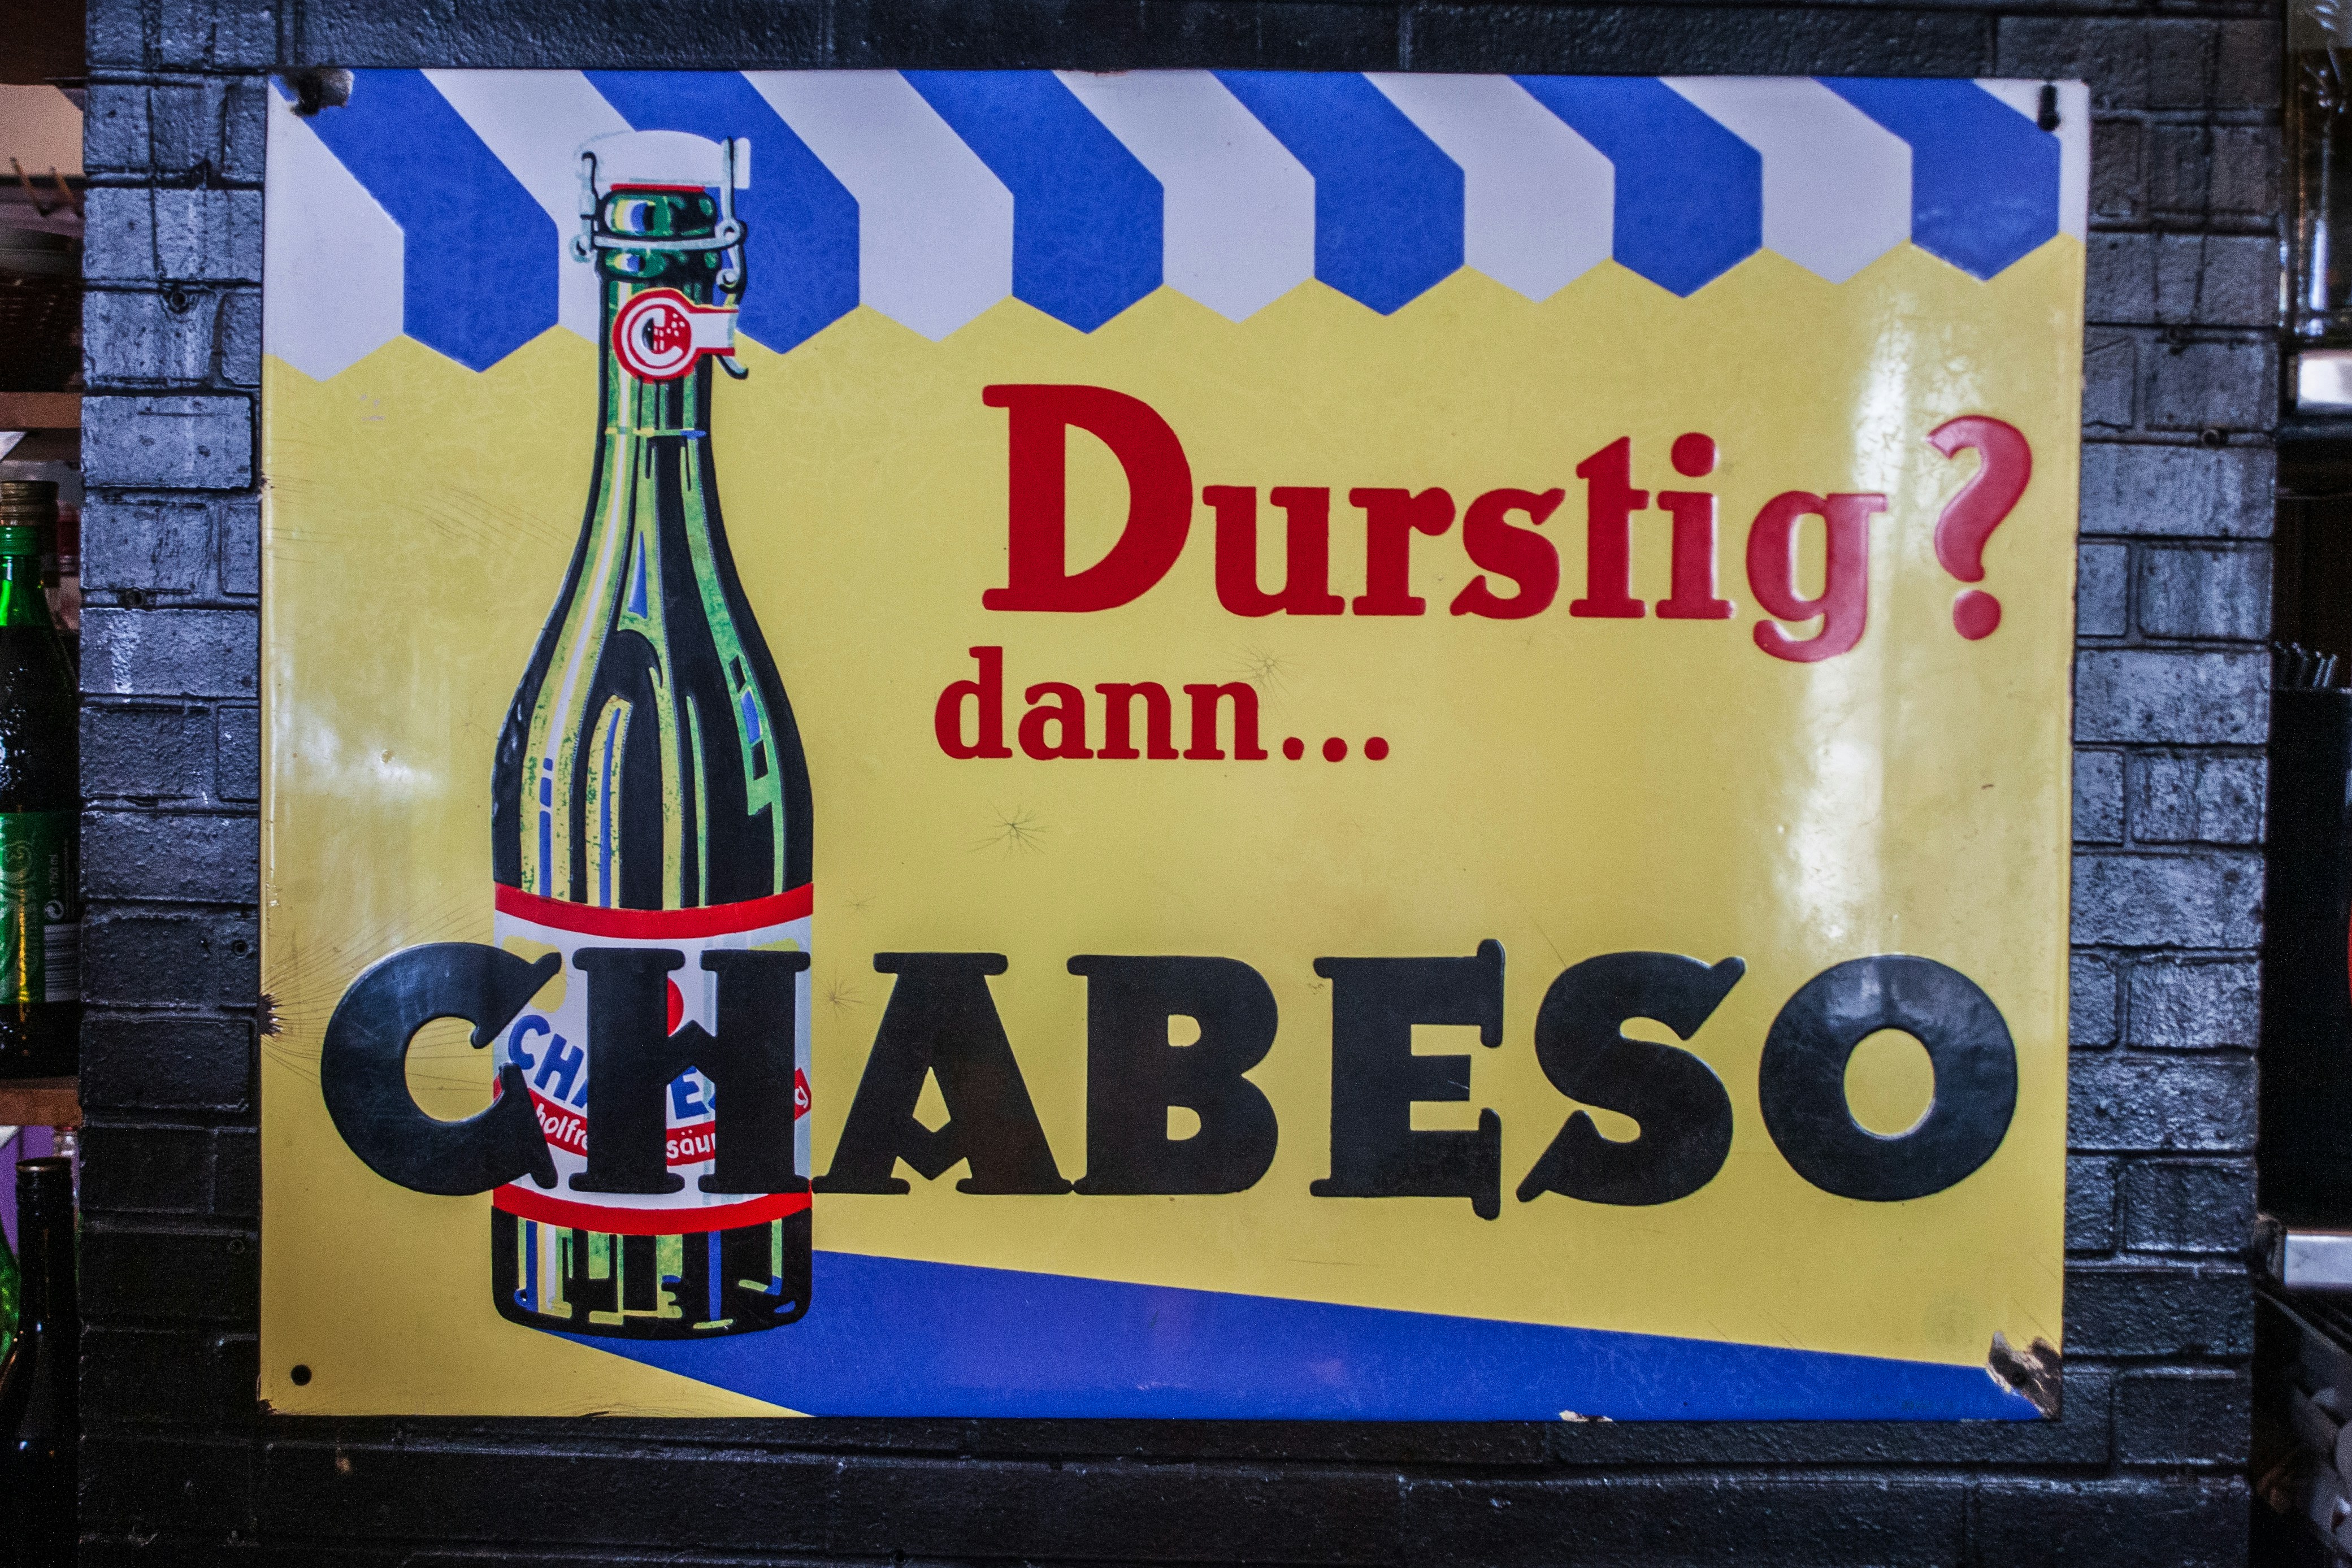 C
Durstig?
dann...
CHABESO